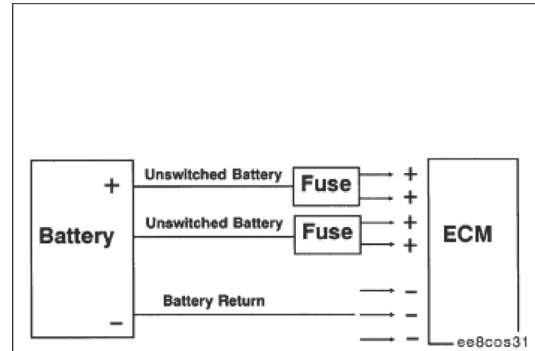 Unswitched Battery
+ Fuse +
+
Unswitched Battery
Fuse +
+
Battery ECM
Battery Return
-
- -
-
ee8cos31